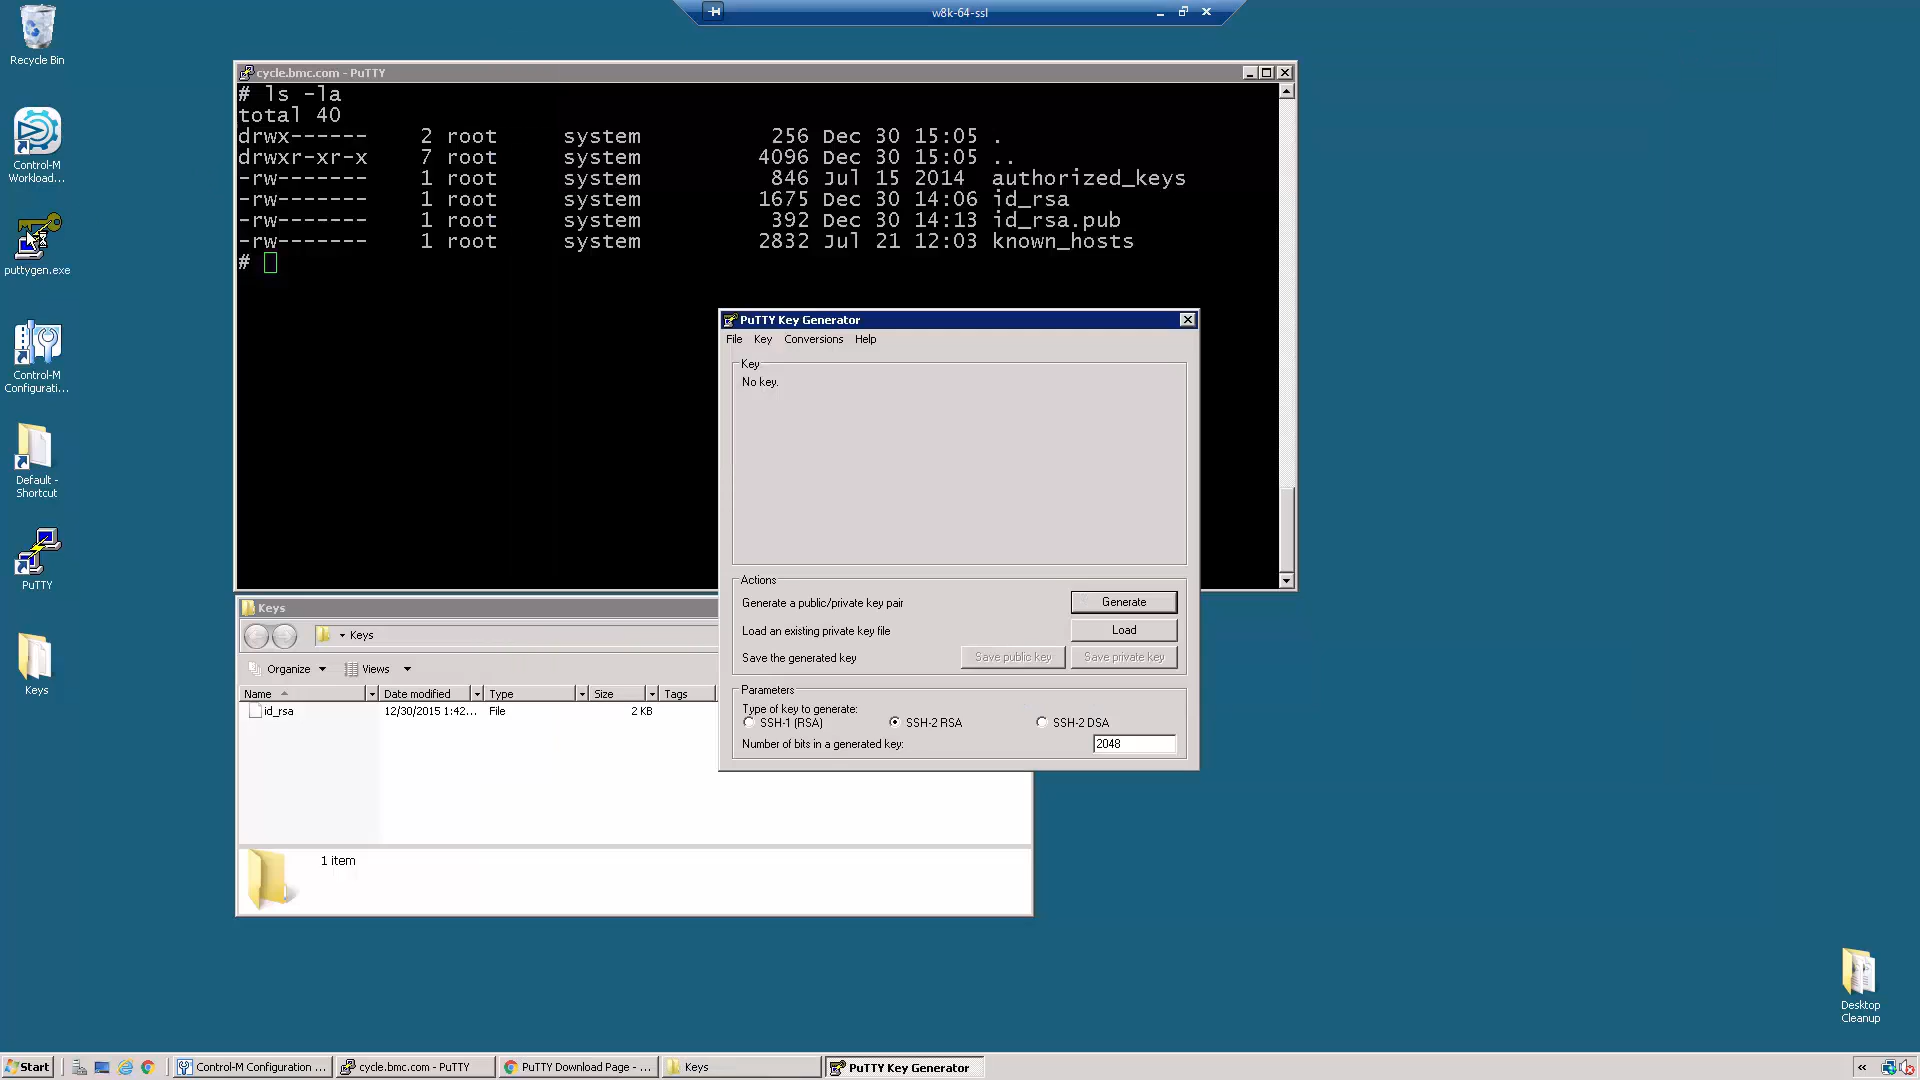 w8k-64-ssl
Recycle Bin
Control-M
Workload...
puttygen.exe
Control-M
Configurati...
Default -
Shortcut
PuTTY
Keys
Desktop
Cleanup
cycle.bmc.com - PuTTY
# ls -la
total 40
drwx------ 2 root system 256 Dec 30 15:05 .
drwxr-xr-x 7 root system 4096 Dec 30 15:05 ..
-rw------- 1 root system 846 Jul 15 2014 authorized_keys
-rw------- 1 root system 1675 Dec 30 14:06 id_rsa
-rw------- 1 root system 392 Dec 30 14:13 id_rsa.pub
-rw------- 1 root system 2832 Jul 21 12:03 known_hosts
#
PuTTY Key Generator
File Key Conversions Help
Key
No key.
Actions
Generate a public/private key pair Generate
Load an existing private key file Load
Save the generated key Save public key Save private key
Parameters
Type of key to generate:
SSH-1 (RSA) SSH-2 RSA SSH-2 DSA
Number of bits in a generated key: 2048
Keys
Keys
Organize Views
Name Date modified Type Size Tags
id_rsa 12/30/2015 1:42... File 2 KB
1 item
Start Control-M Configuration ... cycle.bmc.com - PuTTY PuTTY Download Page - ... Keys PuTTY Key Generator «